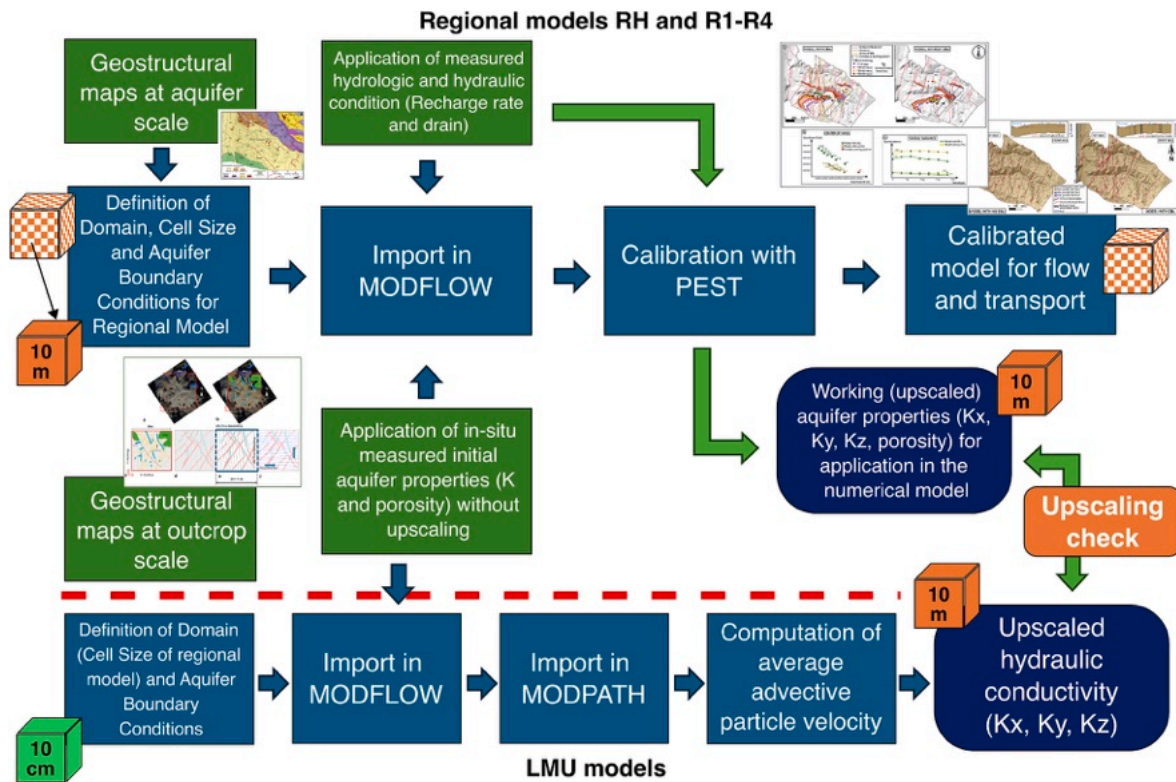 Regional models RH and R1-R4
Geostructural
maps at aquifer
scale
Application of measured
hydrologic and hydraulic
condition (Recharge rate
and drain)
Definition of
Domain, Cell Size
and Aquifer
Boundary
Conditions for
Regional Model
Import in
MODFLOW
Calibration with
PEST
Calibrated
model for flow
and transport
10
m
Geostructural
maps at outcrop
scale
Application of in-situ
measured initial
aquifer properties (K
and porosity) without
upscaling
Working (upscaled)
aquifer properties (Kx,
Ky, Kz, porosity) for
application in the
numerical model
10
m
Upscaling
check
Definition of Domain
(Cell Size of regional
model) and Aquifer
Boundary
Conditions
10
cm
Import in
MODFLOW
Import in
MODPATH
Computation of
average
advective
particle velocity
10
m
Upscaled
hydraulic
conductivity
(Kx, Ky, Kz)
LMU models